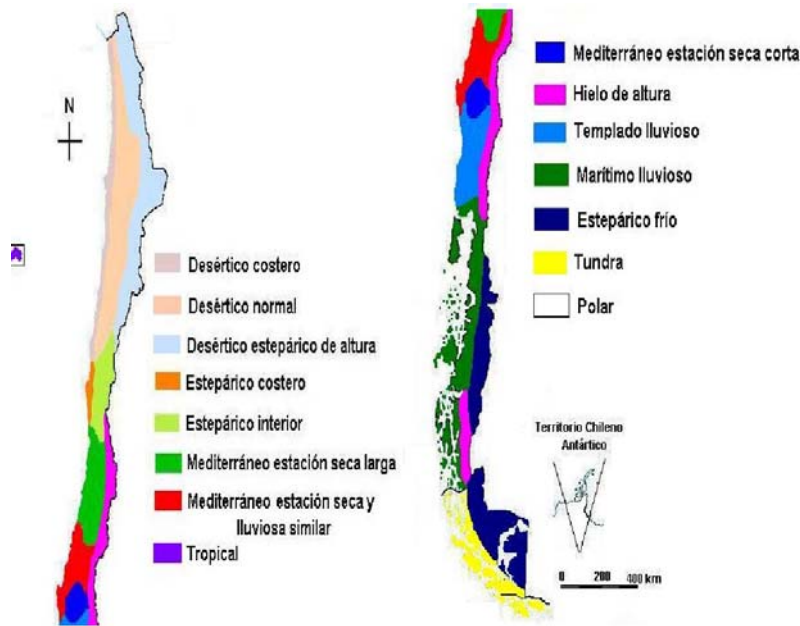 N
Desértico costero
Desértico normal
Desértico estepárico de altura
Estepárico costero
Estepárico interior
Mediterráneo estación seca larga
Mediterráneo estación seca y
lluviosa similar
Tropical
Mediterráneo estación seca corta
Hielo de altura
Templado lluvioso
Marítimo lluvioso
Estepárico frío
Tundra
Polar
Territorio Chileno
Antártico
0 200 400 km